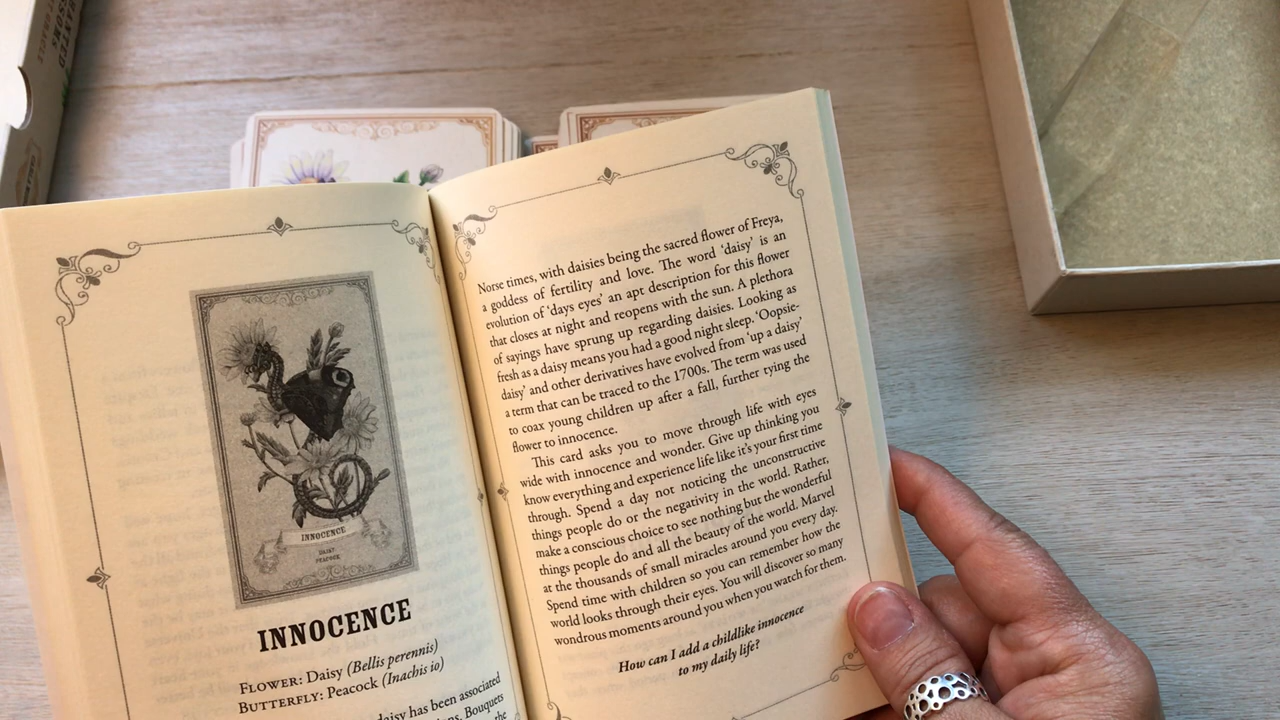 INNOCENCE
DAISY
PEACOCK
INNOCENCE
FLOWER: Daisy (Bellis perennis)
BUTTERFLY: Peacock (Inachis io)
daisy has been associated
Bouquets
the
Norse times, with daisies being the sacred flower of Freya,
a goddess of fertility and love. The word ‘daisy’ is an
evolution of ‘days eyes’ an apt description for this flower
that closes at night and reopens with the sun. A plethora
of sayings have sprung up regarding daisies. Looking as
fresh as a daisy means you had a good night sleep. ‘Oopsie-
daisy’ and other derivatives have evolved from ‘up a daisy’
a term that can be traced to the 1700s. The term was used
to coax young children up after a fall, further tying the
flower to innocence.
This card asks you to move through life with eyes
wide with innocence and wonder. Give up thinking you
know everything and experience life like it’s your first time
through. Spend a day not noticing the unconstructive
things people do or the negativity in the world. Rather,
make a conscious choice to see nothing but the wonderful
things people do and all the beauty of the world. Marvel
at the thousands of small miracles around you every day.
Spend time with children so you can remember how the
world looks through their eyes. You will discover so many
wondrous moments around you when you watch for them.
How can I add a childlike innocence
to my daily life?